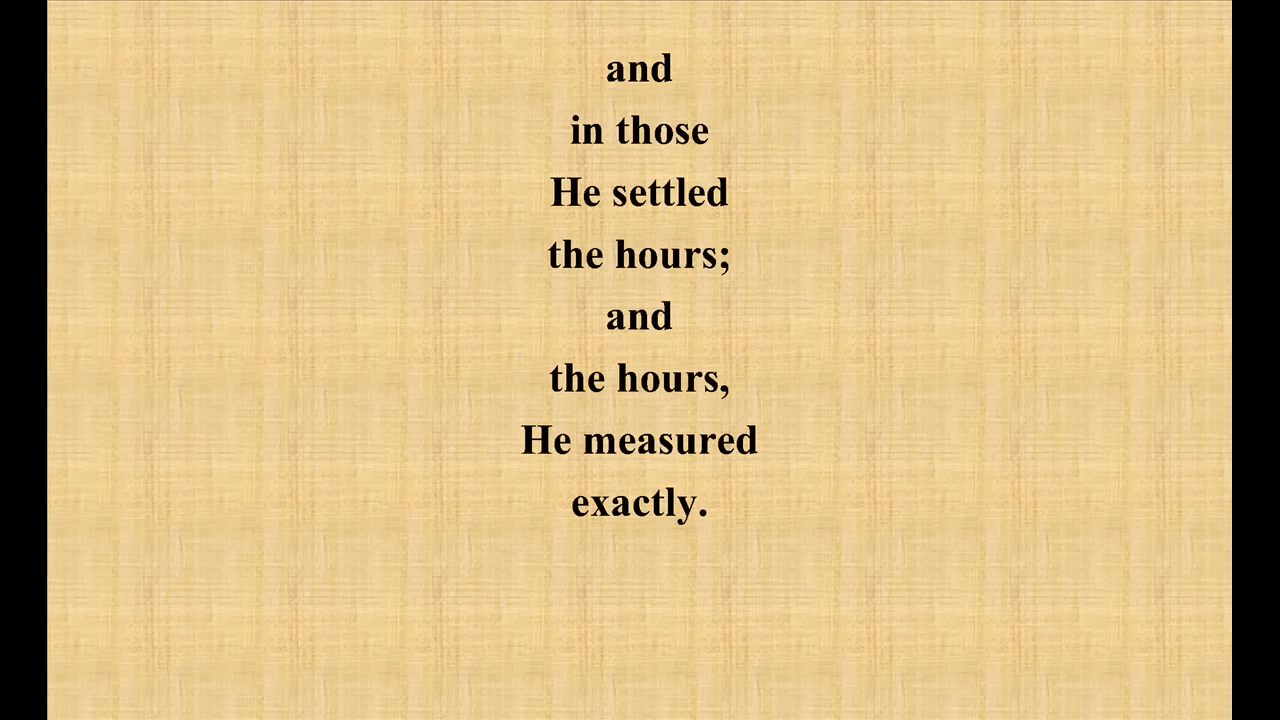 and
in those
He settled
the hours;
and
the hours,
He measured
exactly.